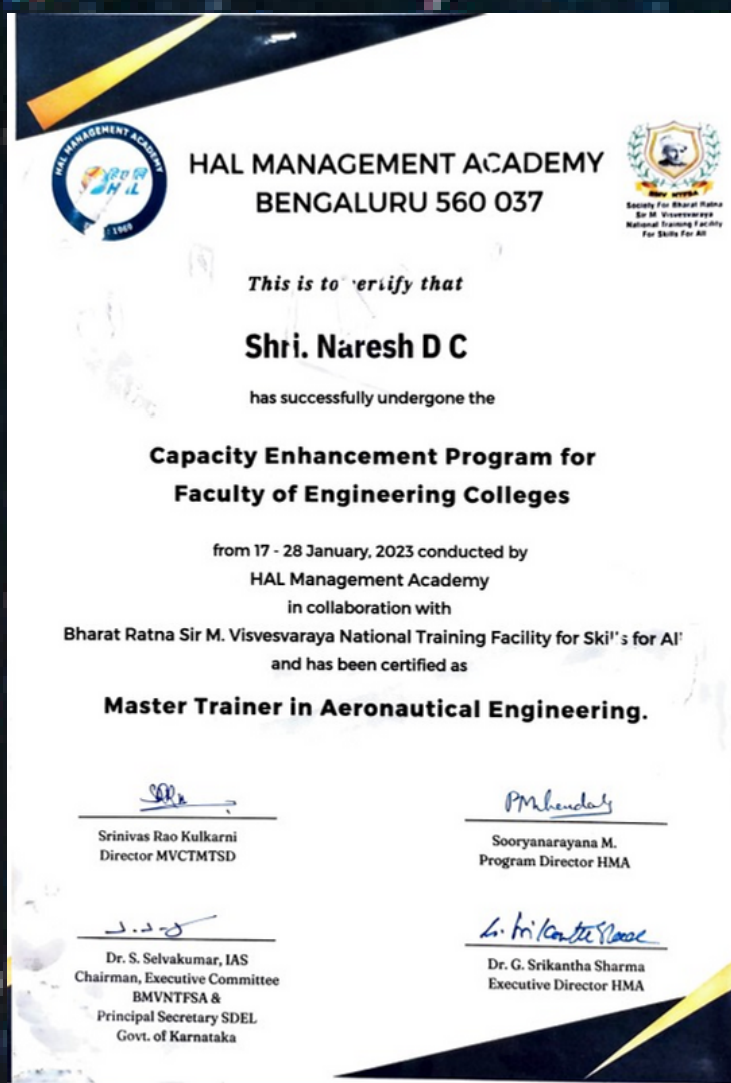 HAL MANAGEMENT ACADEMY
1969
HAL MANAGEMENT ACADEMY
BENGALURU 560 037
Society For Bharat Ratna
Sir M. Visvesvaraya
National Training Facility
For Skills For All
This is to certify that
Shri. Naresh D C
has successfully undergone the
Capacity Enhancement Program for
Faculty of Engineering Colleges
from 17 - 28 January, 2023 conducted by
HAL Management Academy
in collaboration with
Bharat Ratna Sir M. Visvesvaraya National Training Facility for Skills for All
and has been certified as
Master Trainer in Aeronautical Engineering.
Srinivas Rao Kulkarni
Director MVCTMTSD
Sooryanarayana M.
Program Director HMA
Dr. S. Selvakumar, IAS
Chairman, Executive Committee
BMVNTFSA &
Principal Secretary SDEL
Govt. of Karnataka
Dr. G. Srikantha Sharma
Executive Director HMA